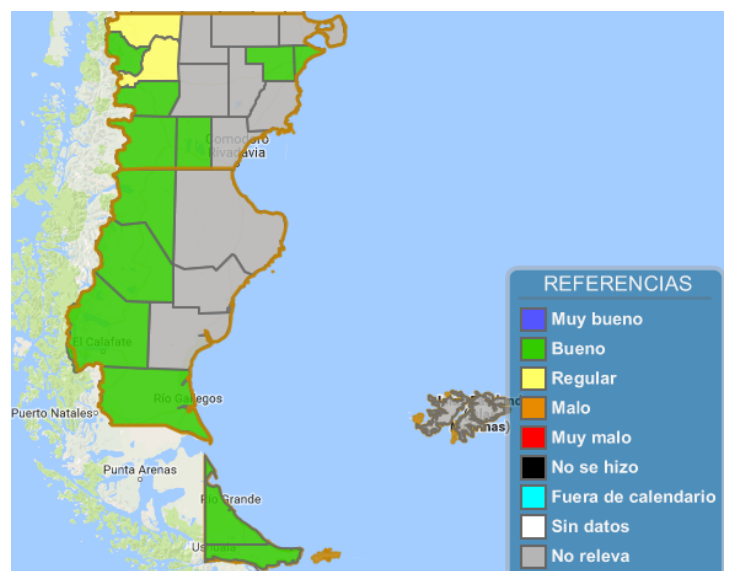 Comodoro
Rivadavia
El Calafate
Río Gallegos
Puerto Natales
Punta Arenas
Río Grande
Ushuaia
REFERENCIAS
Muy bueno
Bueno
Regular
Malo
Muy malo
No se hizo
Fuera de calendario
Sin datos
No releva